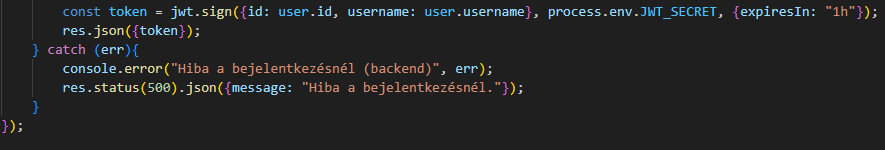 const token = jwt.sign({id: user.id, username: user.username}, process.env.JWT_SECRET, {expiresIn: "1h"});
res.json({token});
} catch (err){
console.error("Hiba a bejelentkezésnél (backend)", err);
res.status(500).json({message: "Hiba a bejelentkezésnél."});
}
});